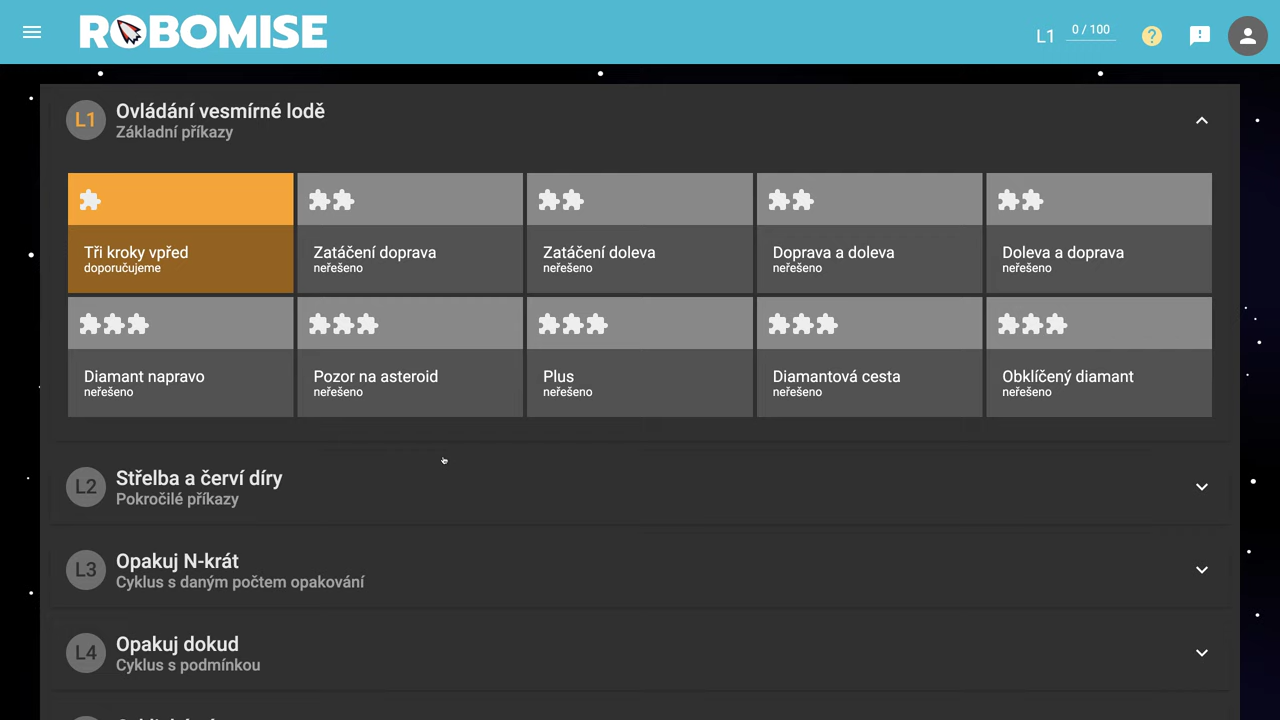 ROBOMISE
L1 0 / 100
L1
Ovládání vesmírné lodě
Základní příkazy
Tři kroky vpřed
doporučujeme
Zatáčení doprava
neřešeno
Zatáčení doleva
neřešeno
Doprava a doleva
neřešeno
Doleva a doprava
neřešeno
Diamant napravo
neřešeno
Pozor na asteroid
neřešeno
Plus
neřešeno
Diamantová cesta
neřešeno
Obklíčený diamant
neřešeno
L2
Střelba a červí díry
Pokročilé příkazy
L3
Opakuj N-krát
Cyklus s daným počtem opakování
L4
Opakuj dokud
Cyklus s podmínkou